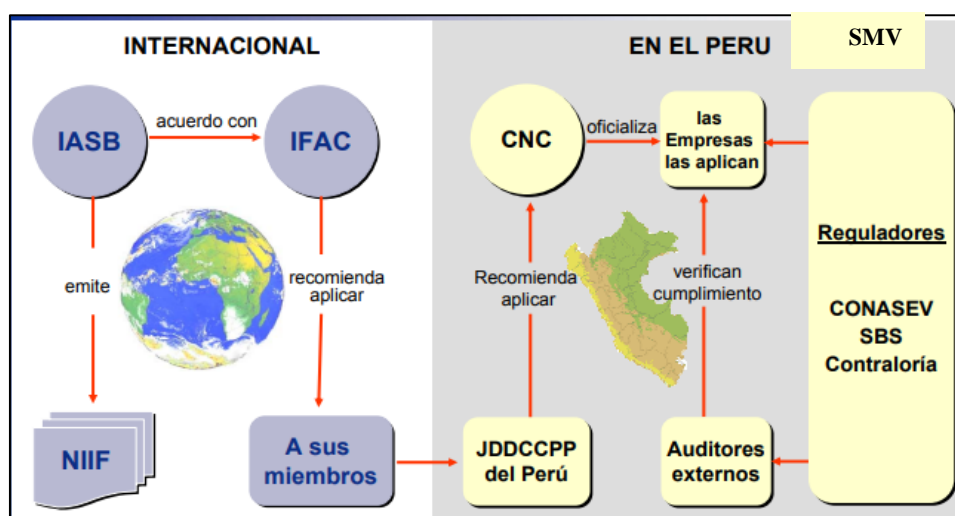 INTERNACIONAL
EN EL PERU
SMV
IASB
acuerdo con
IFAC
CNC
oficializa
las
Empresas
las aplican
emite
recomienda
aplicar
Recomienda
aplicar
verifican
cumplimiento
Reguladores
CONASEV
SBS
Contraloría
NIIF
A sus
miembros
JDDCCPP
del Perú
Auditores
externos